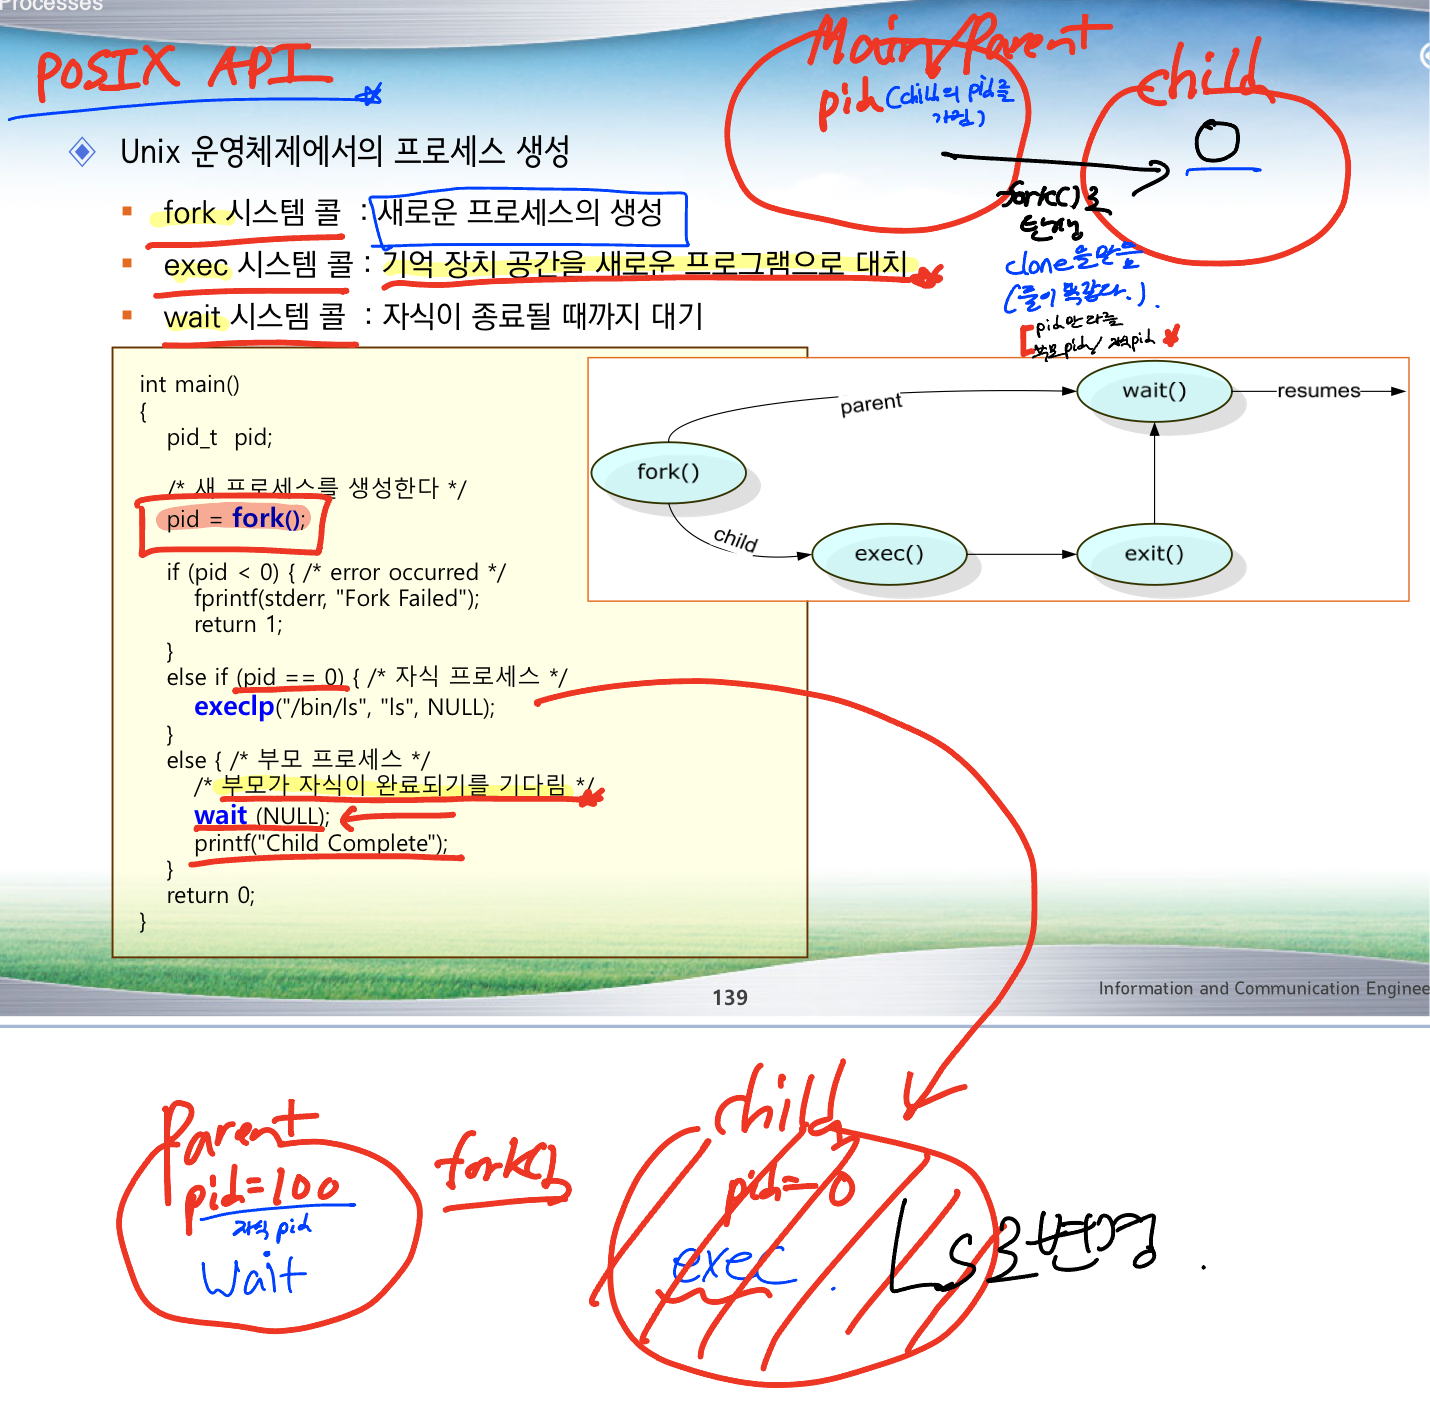 Processes
POSIX API
Main/Parent
pid (child의 pid를
가짐)
child
0
fork()로
탄생
clone을 만듦
(둘이 똑같다.).
pid만 다름
부모pid/ 자식pid
Unix 운영체제에서의 프로세스 생성
fork 시스템 콜 : 새로운 프로세스의 생성
exec 시스템 콜 : 기억 장치 공간을 새로운 프로그램으로 대치
wait 시스템 콜 : 자식이 종료될 때까지 대기
int main()
{
pid_t pid;
/* 새 프로세스를 생성한다 */
pid = fork();
if (pid < 0) { /* error occurred */
fprintf(stderr, "Fork Failed");
return 1;
}
else if (pid == 0) { /* 자식 프로세스 */
execlp("/bin/ls", "ls", NULL);
}
else { /* 부모 프로세스 */
/* 부모가 자식이 완료되기를 기다림 */
wait (NULL);
printf("Child Complete");
}
return 0;
}
fork()
parent
wait()
resumes
child
exec()
exit()
139
Information and Communication Enginee
Parent
pid=100
자식 pid
Wait
fork()
child
pid=0
exec.
Ls로 변경.